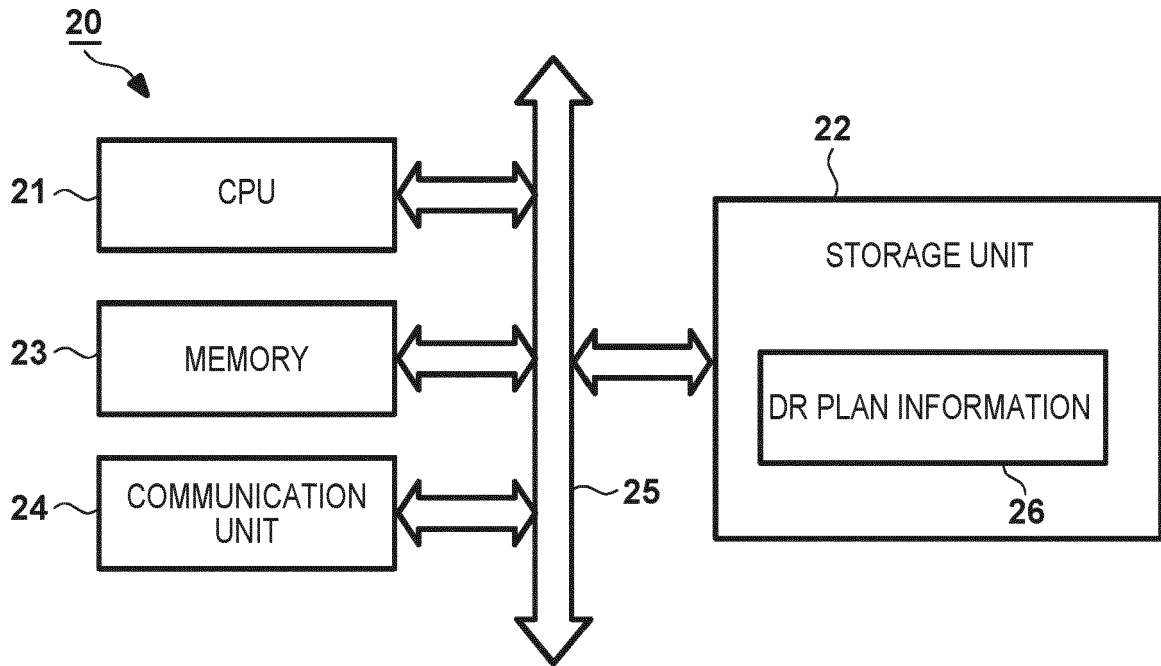 20
22
21
CPU
STORAGE UNIT
23
MEMORY
DR PLAN INFORMATION
24
COMMUNICATION
UNIT
25
26